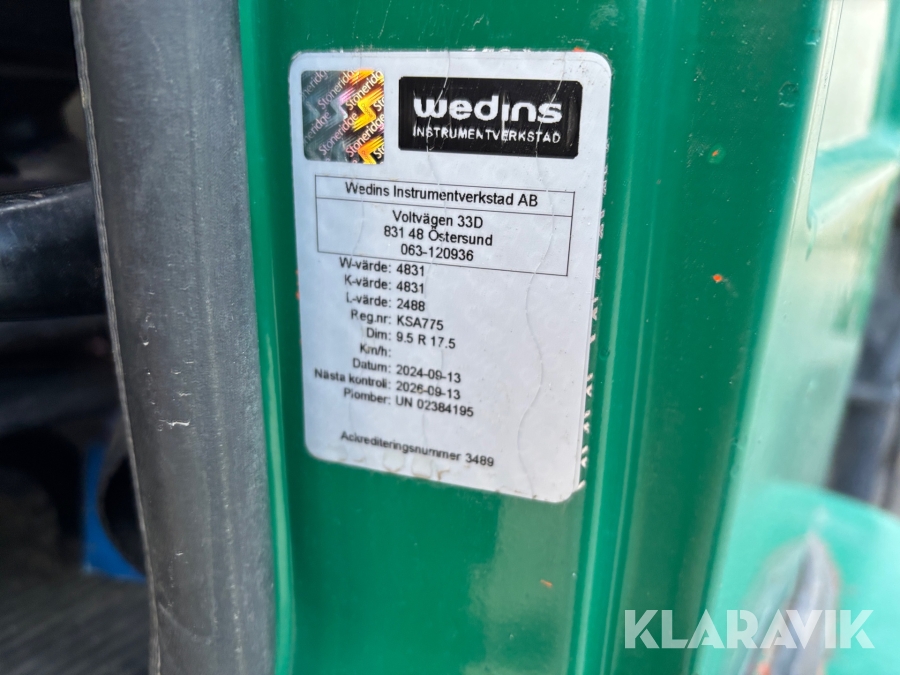 Stoneridge
wedins
INSTRUMENTVERKSTAD
Wedins Instrumentverkstad AB
Voltvägen 33D
831 48 Östersund
063-120936
W-värde: 4831
K-värde: 4831
L-värde: 2488
Reg.nr: KSA775
Dim: 9.5 R 17.5
Km/h:
Datum: 2024-09-13
Nästa kontroll: 2026-09-13
Plomber: UN 02384195
Ackrediteringsnummer 3489
KLARAVIK